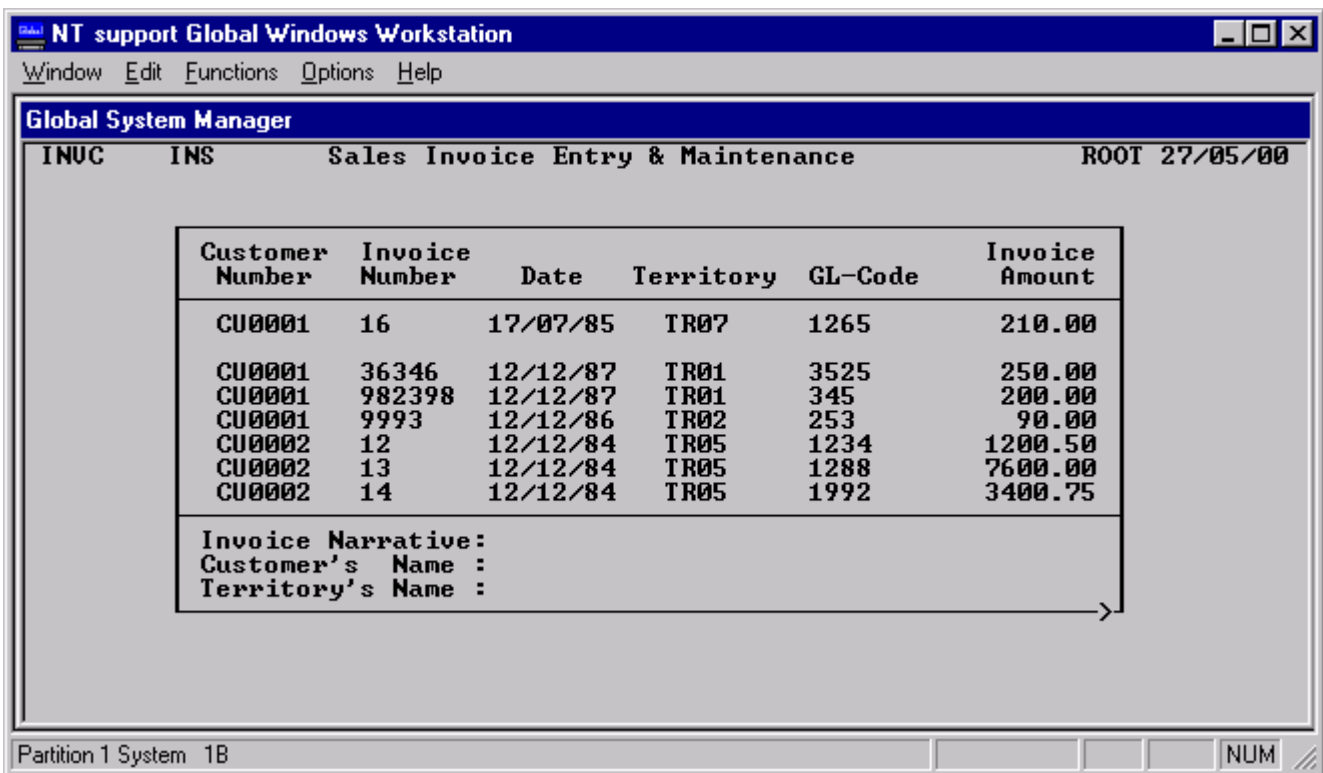 NT support Global Windows Workstation
Window Edit Functions Options Help
Global System Manager
INVC INS Sales Invoice Entry & Maintenance ROOT 27/05/00
Customer Invoice Invoice
Number Number Date Territory GL-Code Amount
CU0001 16 17/07/85 TR07 1265 210.00
CU0001 36346 12/12/87 TR01 3525 250.00
CU0001 982398 12/12/87 TR01 345 200.00
CU0001 9993 12/12/86 TR02 253 90.00
CU0002 12 12/12/84 TR05 1234 1200.50
CU0002 13 12/12/84 TR05 1288 7600.00
CU0002 14 12/12/84 TR05 1992 3400.75
Invoice Narrative:
Customer's Name :
Territory's Name :
>
Partition 1 System 1B NUM